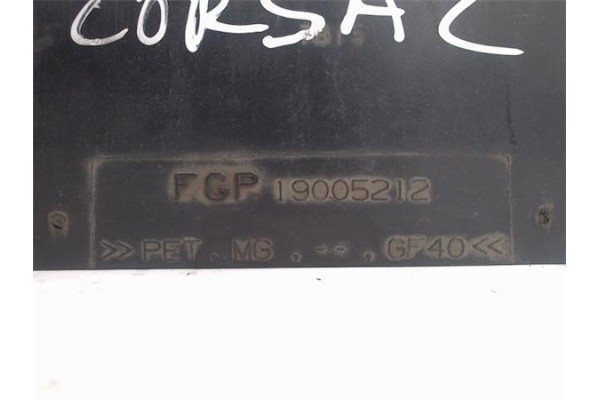 CORSA C
FGP 19005212
>> PET. MG , -- , GF40<<